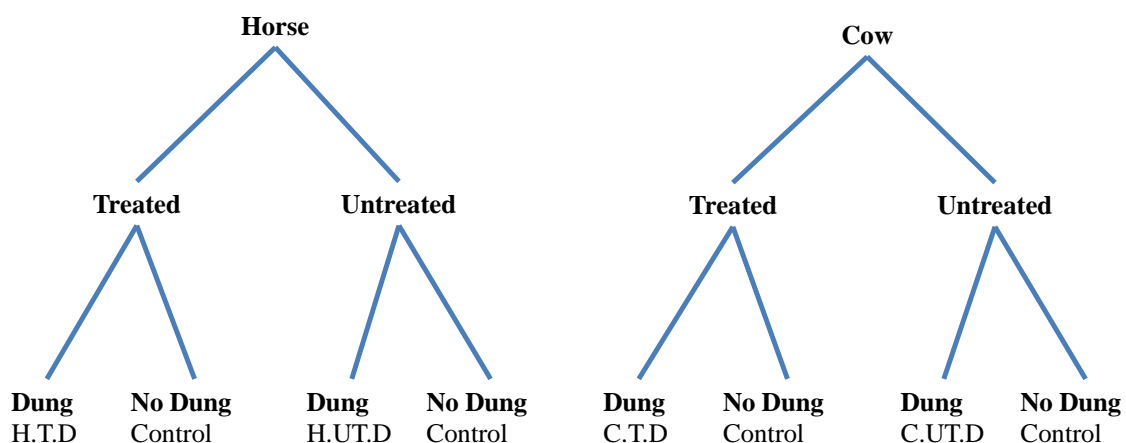 Horse
Cow
Treated
Untreated
Treated
Untreated
Dung
No Dung
Dung
No Dung
Dung
No Dung
Dung
No Dung
H.T.D
Control
H.UT.D
Control
C.T.D
Control
C.UT.D
Control